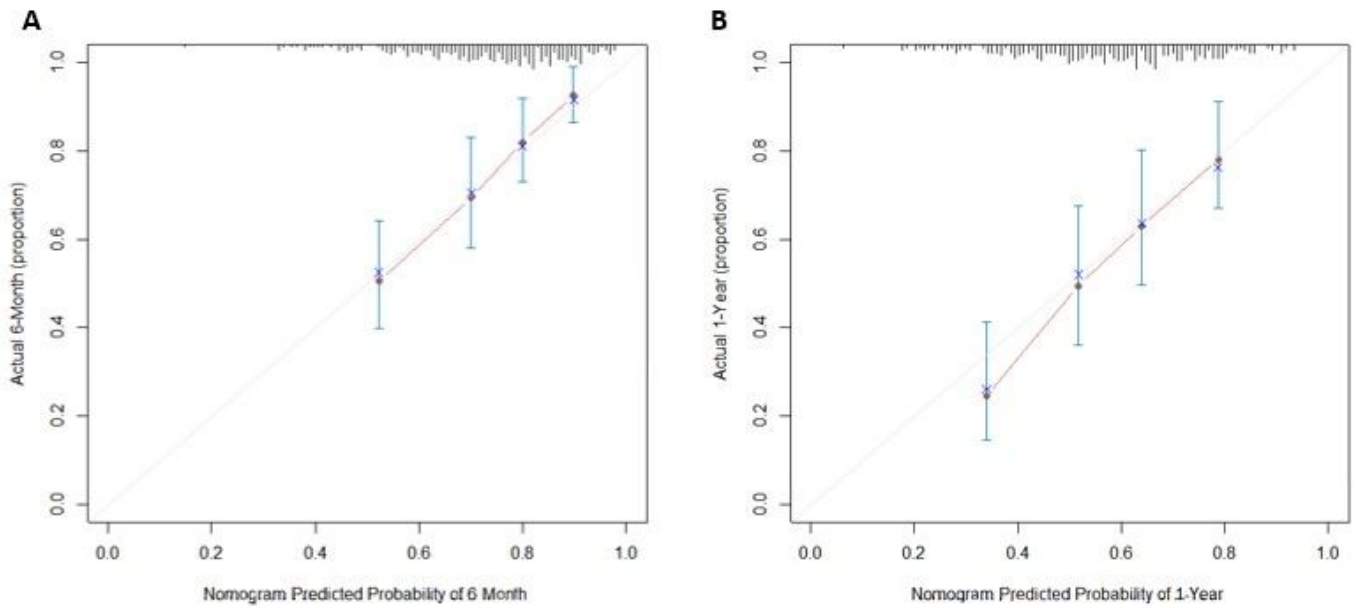 A
B
1.0
0.8
0.6
0.4
0.2
0.0
Actual 6-Month (proportion)
0.0 0.2 0.4 0.6 0.8 1.0
Nomogram Predicted Probability of 6 Month
1.0
0.8
0.6
0.4
0.2
0.0
Actual 1-Year (proportion)
0.0 0.2 0.4 0.6 0.8 1.0
Nomogram Predicted Probability of 1-Year